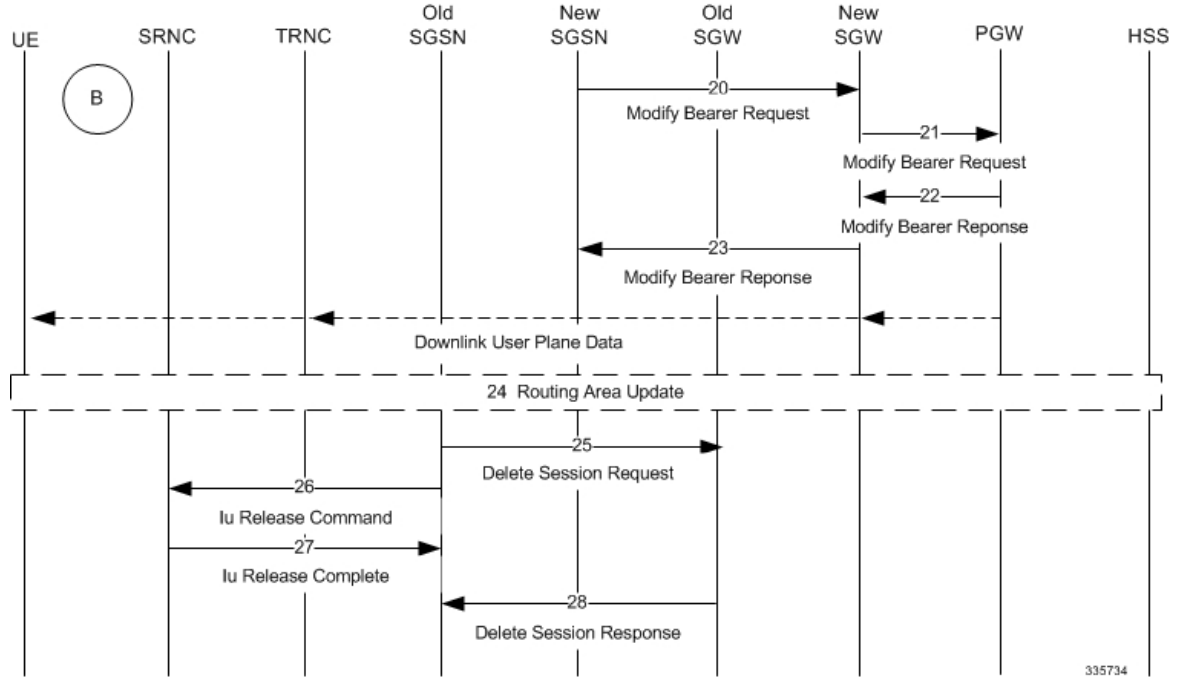 UE
SRNC
TRNC
Old
SGSN
New
SGSN
Old
SGW
New
SGW
PGW
HSS
B
20
Modify Bearer Request
21
Modify Bearer Request
22
Modify Bearer Reponse
23
Modify Bearer Reponse
Downlink User Plane Data
24 Routing Area Update
25
Delete Session Request
26
Iu Release Command
27
Iu Release Complete
28
Delete Session Response
335734